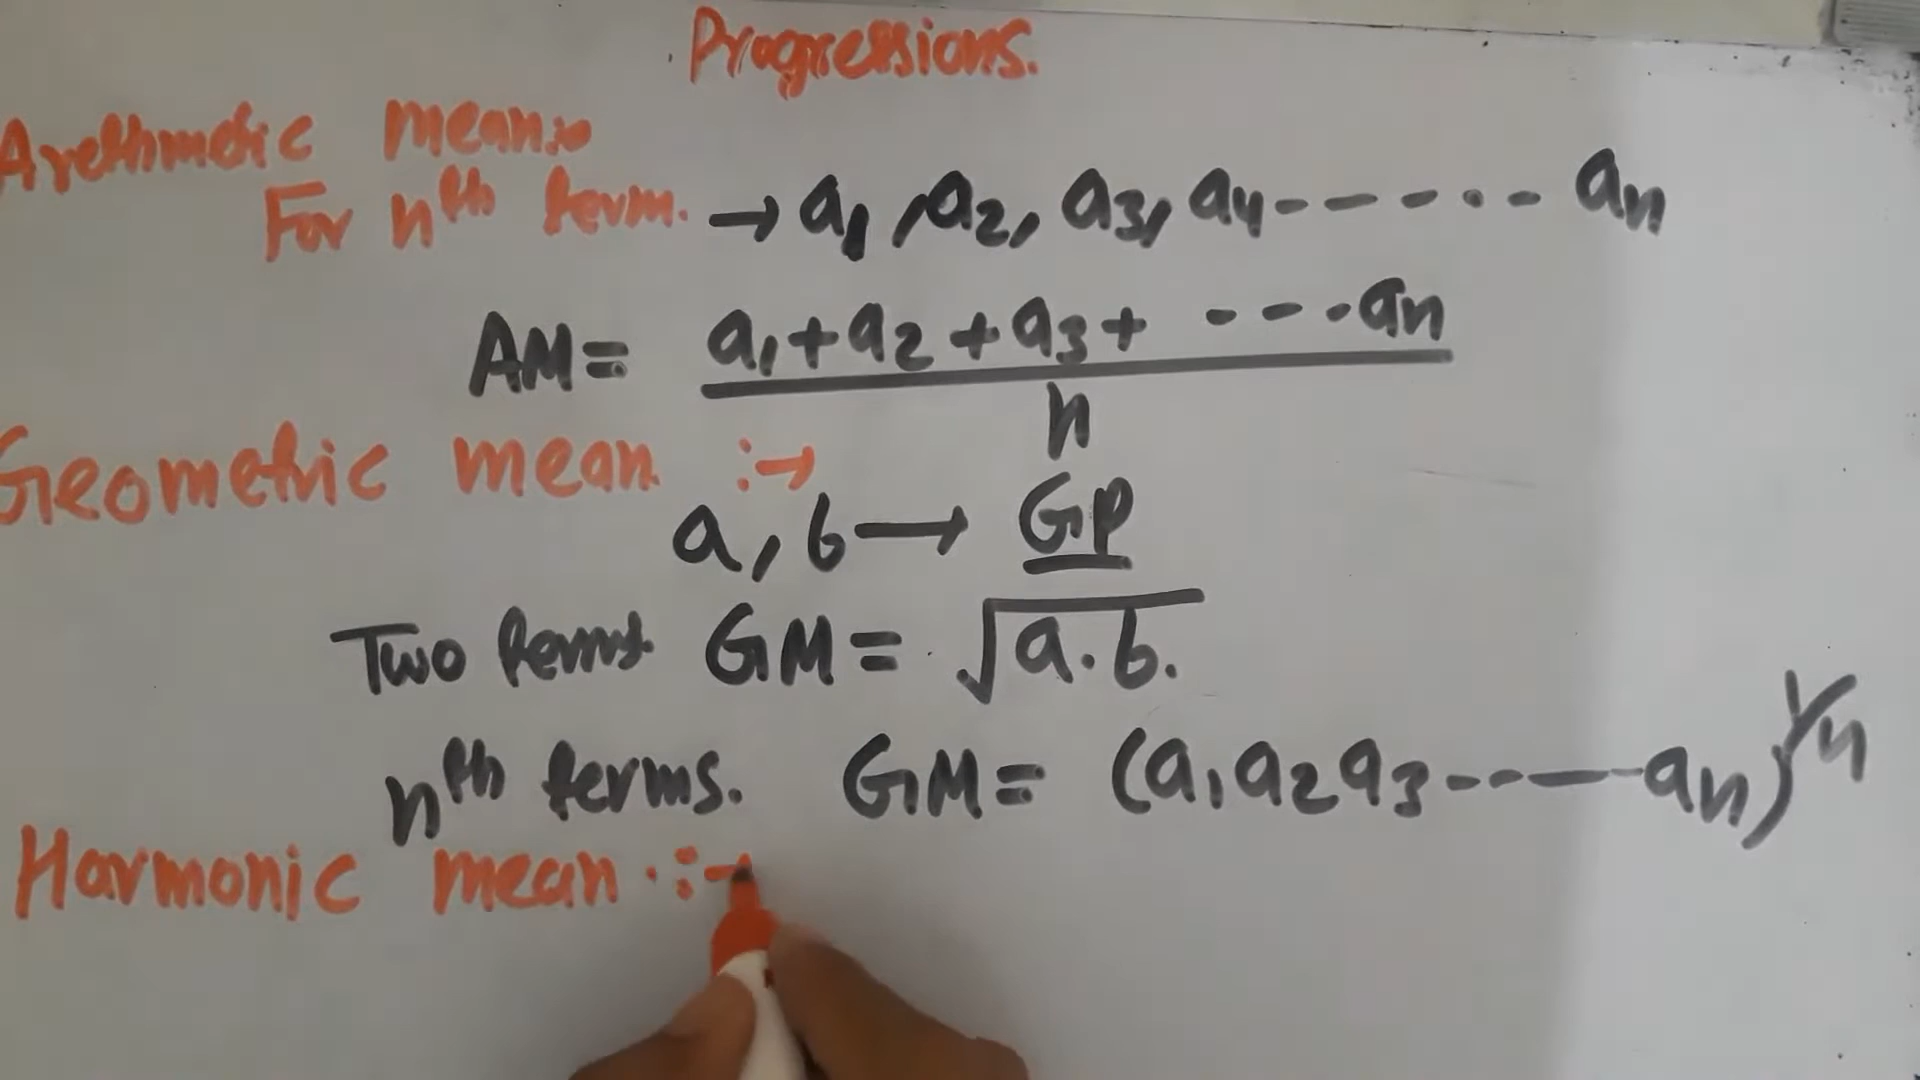 Progressions.
Arethmetic mean:→
For nth term. → a1, a2, a3, a4------ an
AM = a1+a2+a3+ ----an
n
Geometric mean :→
a, b → GP
Two terms. GM = √a.b.
nth terms. GM = (a1a2a3------an)^1/n
Harmonic mean :→